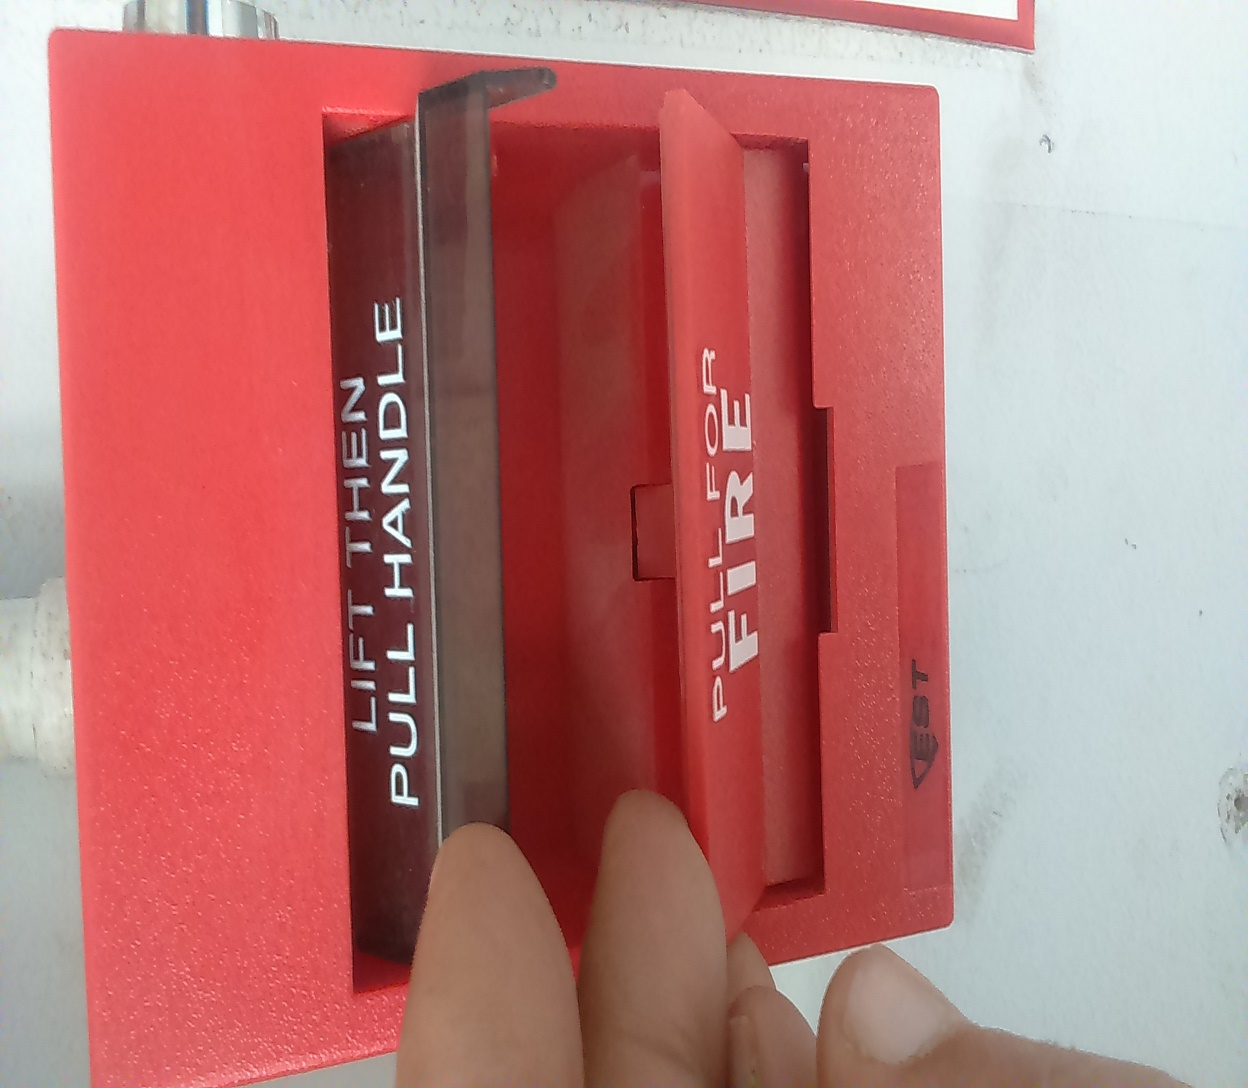 LIFT THEN
PULL HANDLE
PULL FOR
FIRE
EST